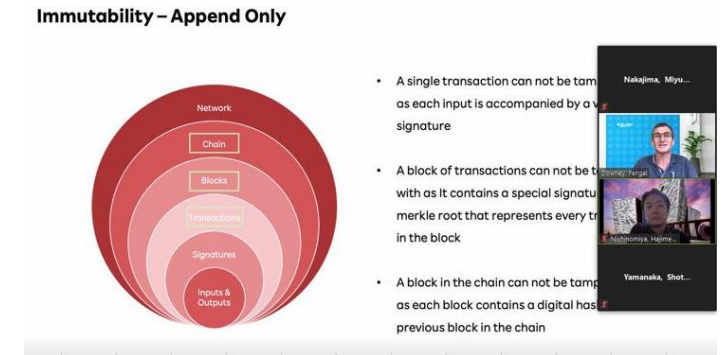 Immutability – Append Only
Network
Chain
Blocks
Transactions
Signatures
Inputs &
Outputs
• A single transaction can not be tam
as each input is accompanied by a v
signature
• A block of transactions can not be t
with as It contains a special signatu
merkle root that represents every tr
in the block
• A block in the chain can not be tamp
as each block contains a digital has
previous block in the chain
Nakajima, Miyu...
Downey, Fergal
Nishinomiya, Hajime...
Yamanaka, Shot...